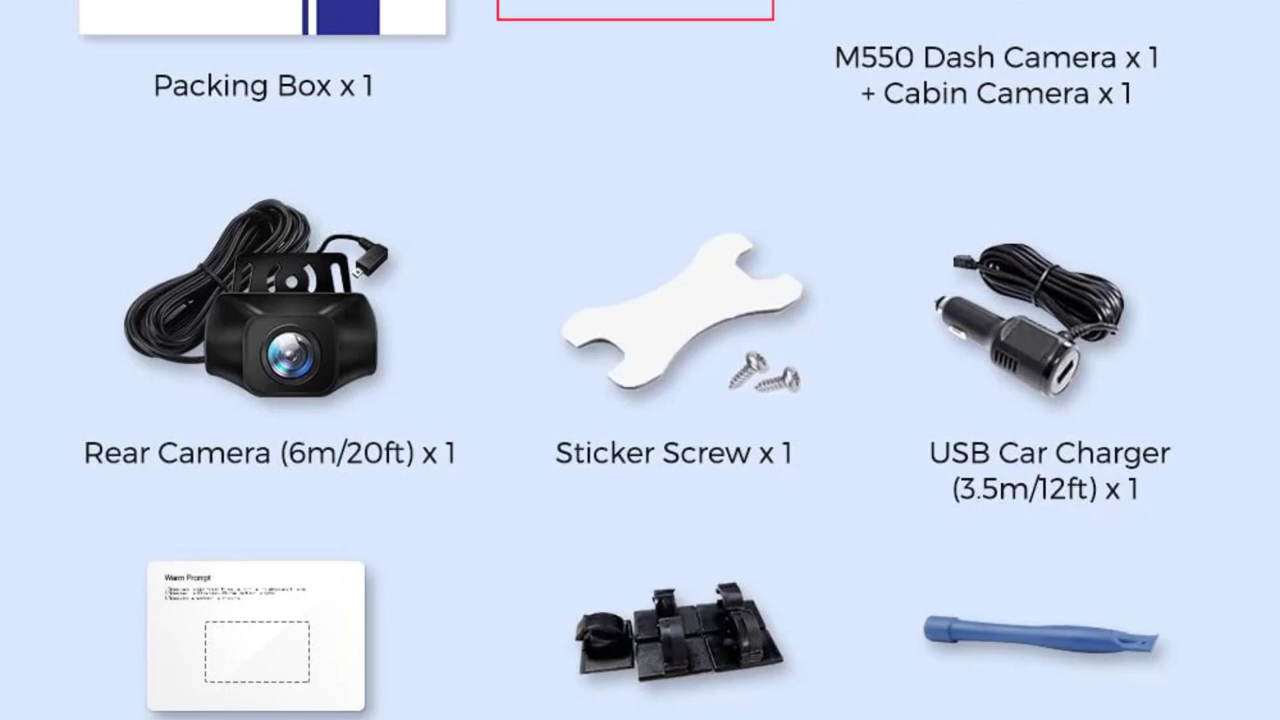 Packing Box x 1
M550 Dash Camera x 1
+ Cabin Camera x 1
Rear Camera (6m/20ft) x 1
Sticker Screw x 1
USB Car Charger
(3.5m/12ft) x 1
Warm Prompt